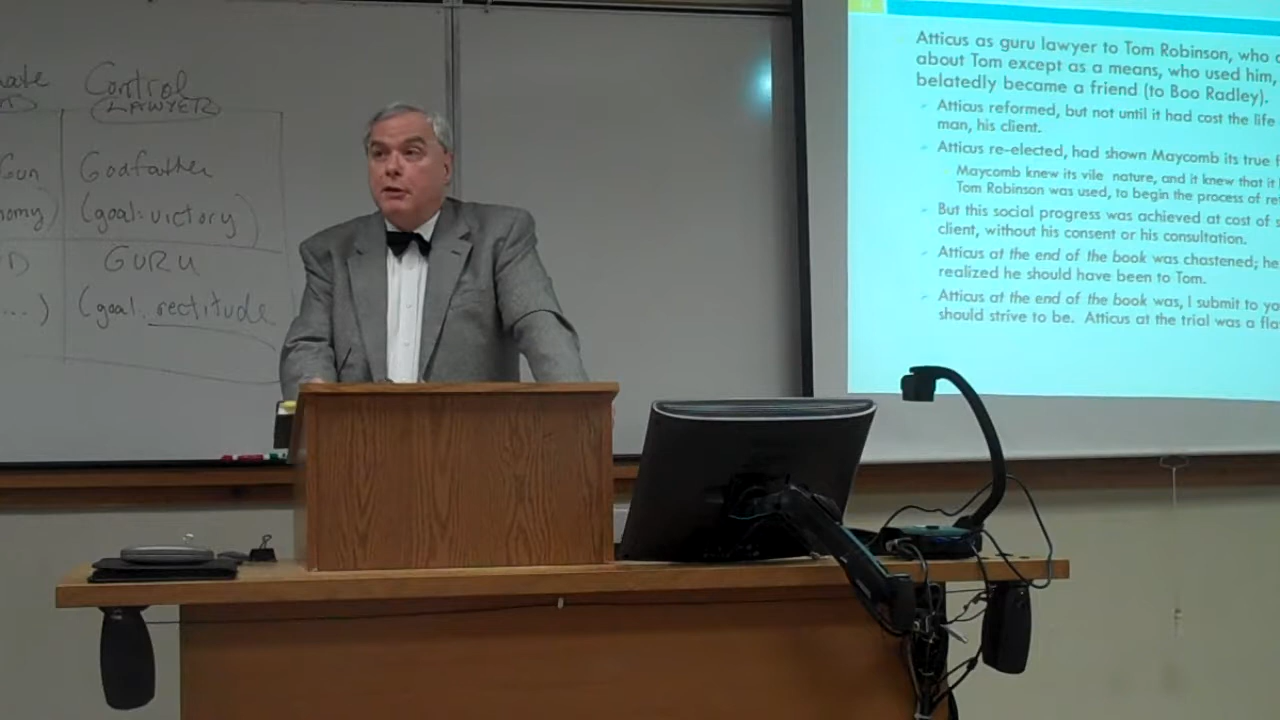 Control
LAWYER
Gun
Godfather
(goal: victory)
GURU
...)
(goal. rectitude
Atticus as guru lawyer to Tom Robinson, who
about Tom except as a means, who used him,
belatedly became a friend (to Boo Radley).
Atticus reformed, but not until it had cost the life
man, his client.
Atticus re-elected, had shown Maycomb its true
Maycomb knew its vile nature, and it knew that it
Tom Robinson was used, to begin the process of
But this social progress was achieved at cost of
client, without his consent or his consultation.
Atticus at the end of the book was chastened; he
realized he should have been to Tom.
Atticus at the end of the book was, I submit to
should strive to be. Atticus at the trial was a